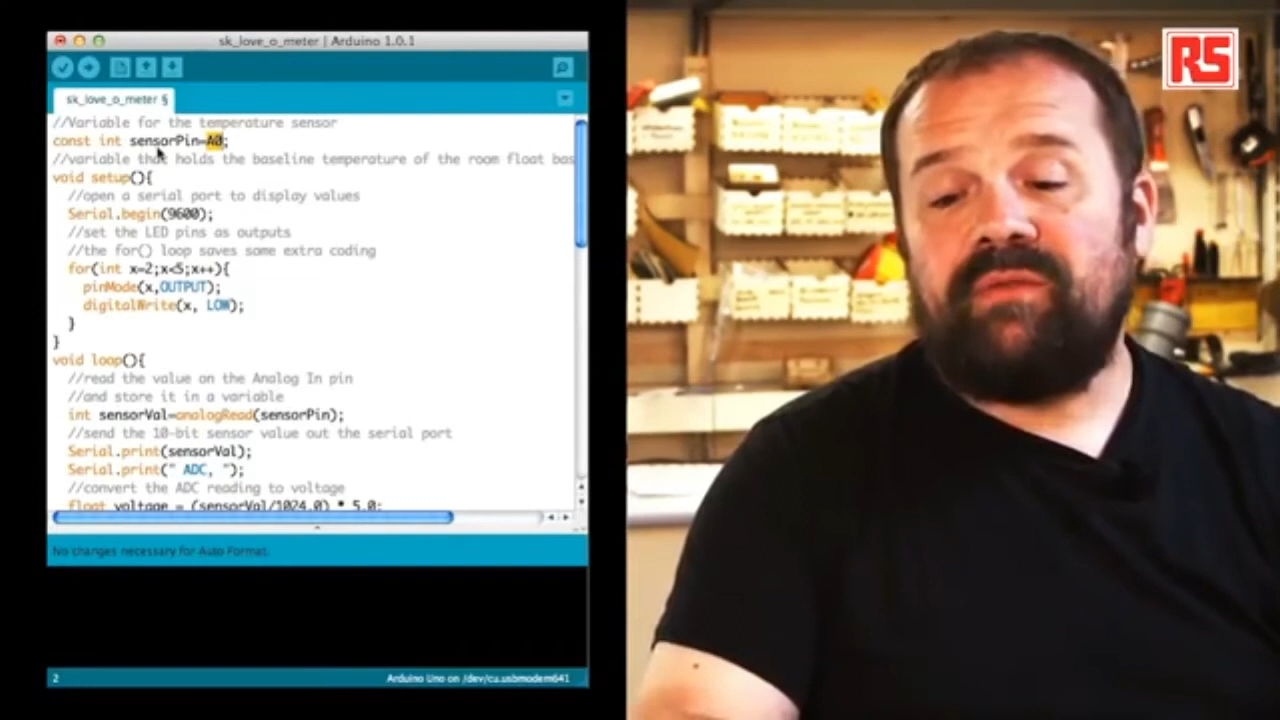 sk_love_o_meter | Arduino 1.0.1
sk_love_o_meter §
//Variable for the temperature sensor
const int sensorPin=A0;
//variable that holds the baseline temperature of the room float bas
void setup(){
//open a serial port to display values
Serial.begin(9600);
//set the LED pins as outputs
//the for() loop saves some extra coding
for(int x=2;x<5;x++){
pinMode(x,OUTPUT);
digitalWrite(x, LOW);
}
}
void loop(){
//read the value on the Analog In pin
//and store it in a variable
int sensorVal=analogRead(sensorPin);
//send the 10-bit sensor value out the serial port
Serial.print(sensorVal);
Serial.print(" ADC, ");
//convert the ADC reading to voltage
float voltage = (sensorVal/1024.0) * 5.0;
No changes necessary for Auto Format.
2
Arduino Uno on /dev/cu.usbmodem641
RS